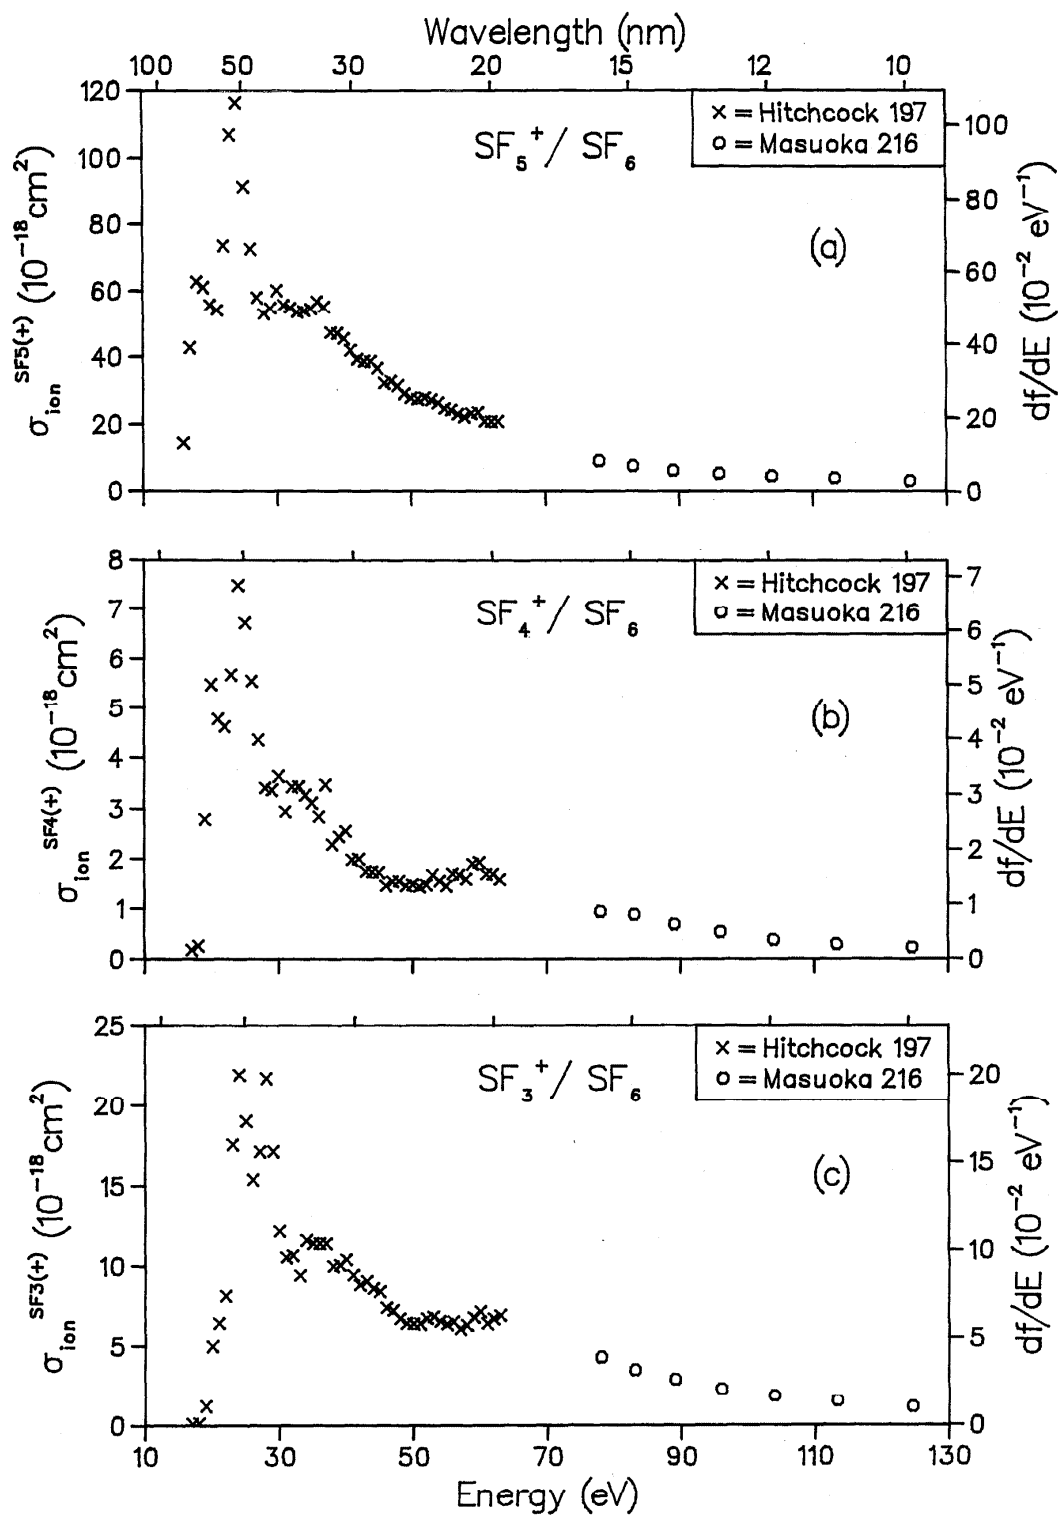 Wavelength (nm)
100 50 30 20 15 12 10
120 100 80 60 40 20 0
σ_ion^SF5(+) (10⁻¹⁸cm²)
SF₅⁺/ SF₆
× = Hitchcock 197
o = Masuoka 216
(a)
100 80 60 40 20 0
df/dE (10⁻² eV⁻¹)
8 7 6 5 4 3 2 1 0
σ_ion^SF4(+) (10⁻¹⁸cm²)
SF₄⁺/ SF₆
× = Hitchcock 197
o = Masuoka 216
(b)
7 6 5 4 3 2 1 0
df/dE (10⁻² eV⁻¹)
25 20 15 10 5 0
σ_ion^SF3(+) (10⁻¹⁸cm²)
SF₃⁺/ SF₆
× = Hitchcock 197
o = Masuoka 216
(c)
20 15 10 5 0
df/dE (10⁻² eV⁻¹)
10 30 50 70 90 110 130
Energy (eV)